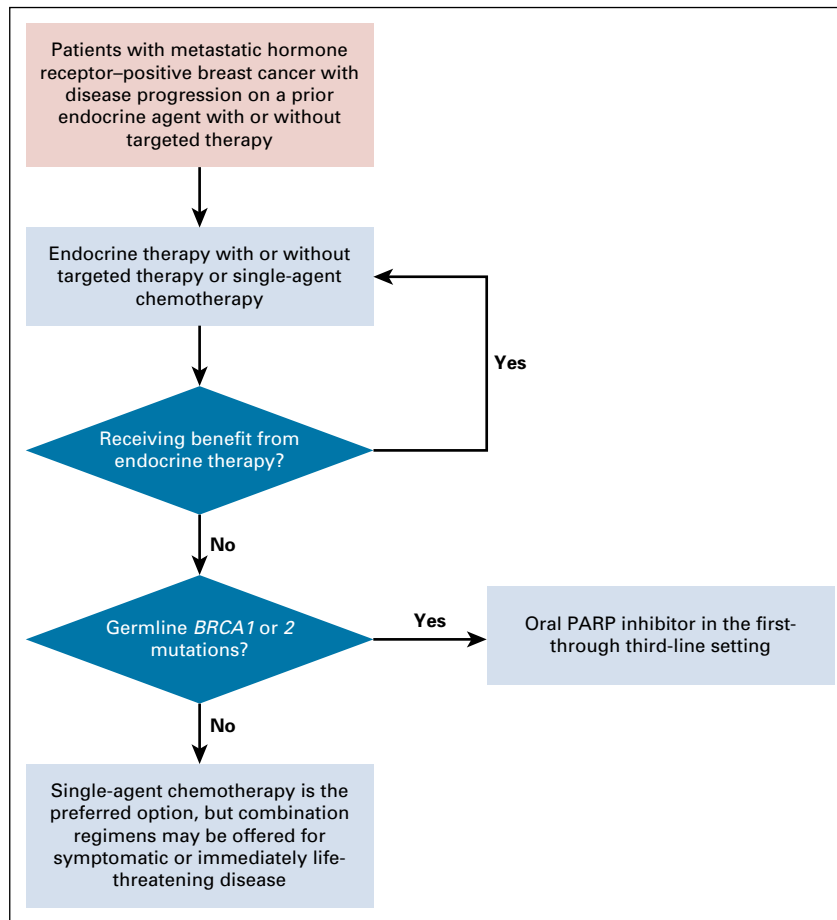 Patients with metastatic hormone
receptor–positive breast cancer with
disease progression on a prior
endocrine agent with or without
targeted therapy
Endocrine therapy with or without
targeted therapy or single-agent
chemotherapy
Yes
Receiving benefit from
endocrine therapy?
No
Germline BRCA1 or 2
mutations?
Yes
Oral PARP inhibitor in the first-
through third-line setting
No
Single-agent chemotherapy is the
preferred option, but combination
regimens may be offered for
symptomatic or immediately life-
threatening disease